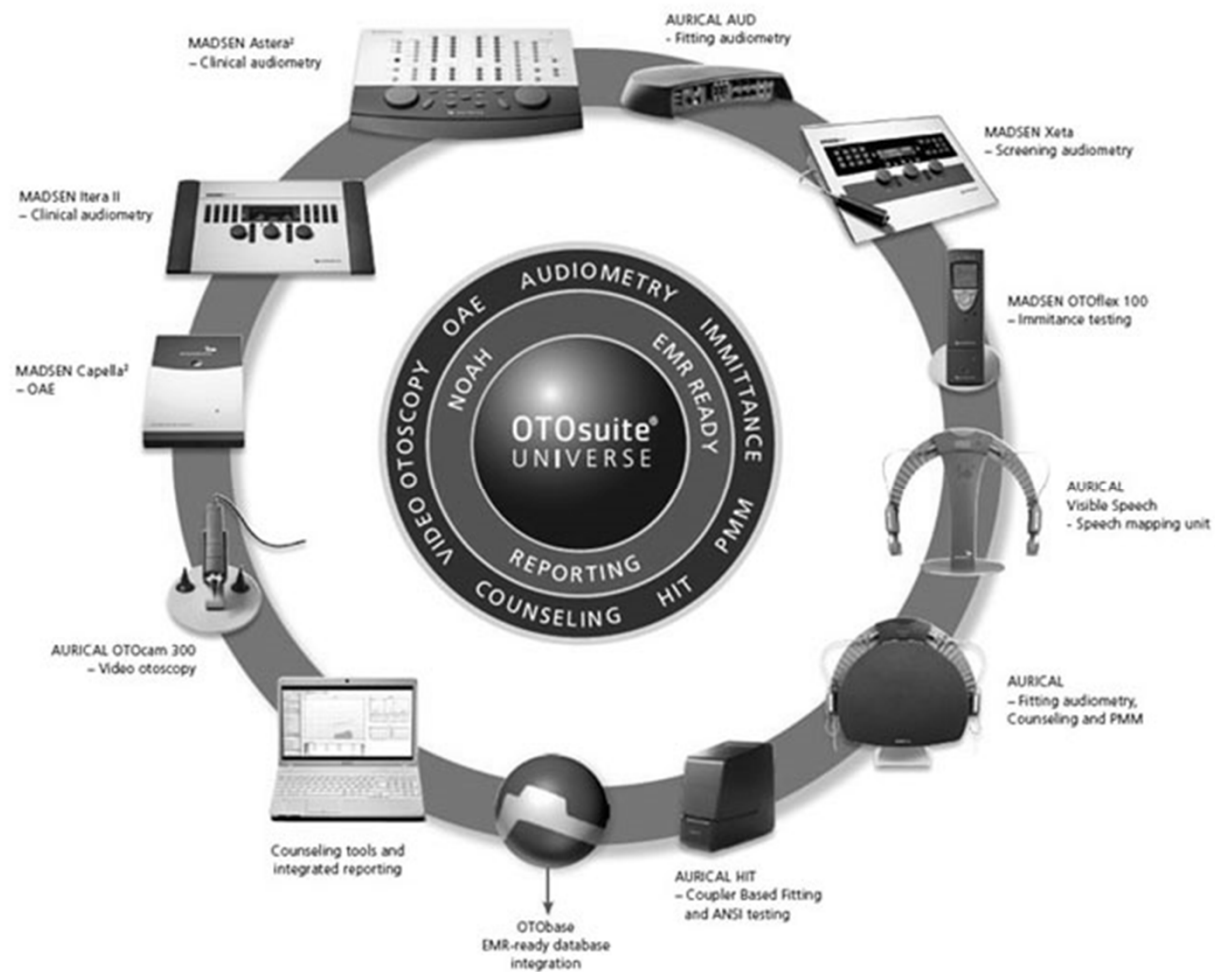 MADSEN Astera²
– Clinical audiometry
AURICAL AUD
- Fitting audiometry
MADSEN Xeta
– Screening audiometry
MADSEN OTOflex 100
– Immitance testing
AURICAL
Visible Speech
- Speech mapping unit
AURICAL
– Fitting audiometry,
Counseling and PMM
AURICAL HIT
– Coupler Based Fitting
and ANSI testing
OTObase
EMR-ready database
integration
Counseling tools and
integrated reporting
AURICAL OTOcam 300
– Video otoscopy
MADSEN Capella²
– OAE
MADSEN Itera II
– Clinical audiometry
VIDEO OTOSCOPY
OAE
AUDIOMETRY
IMMITTANCE
PMM
HIT
COUNSELING
NOAH
EMR READY
REPORTING
OTOsuite®
UNIVERSE